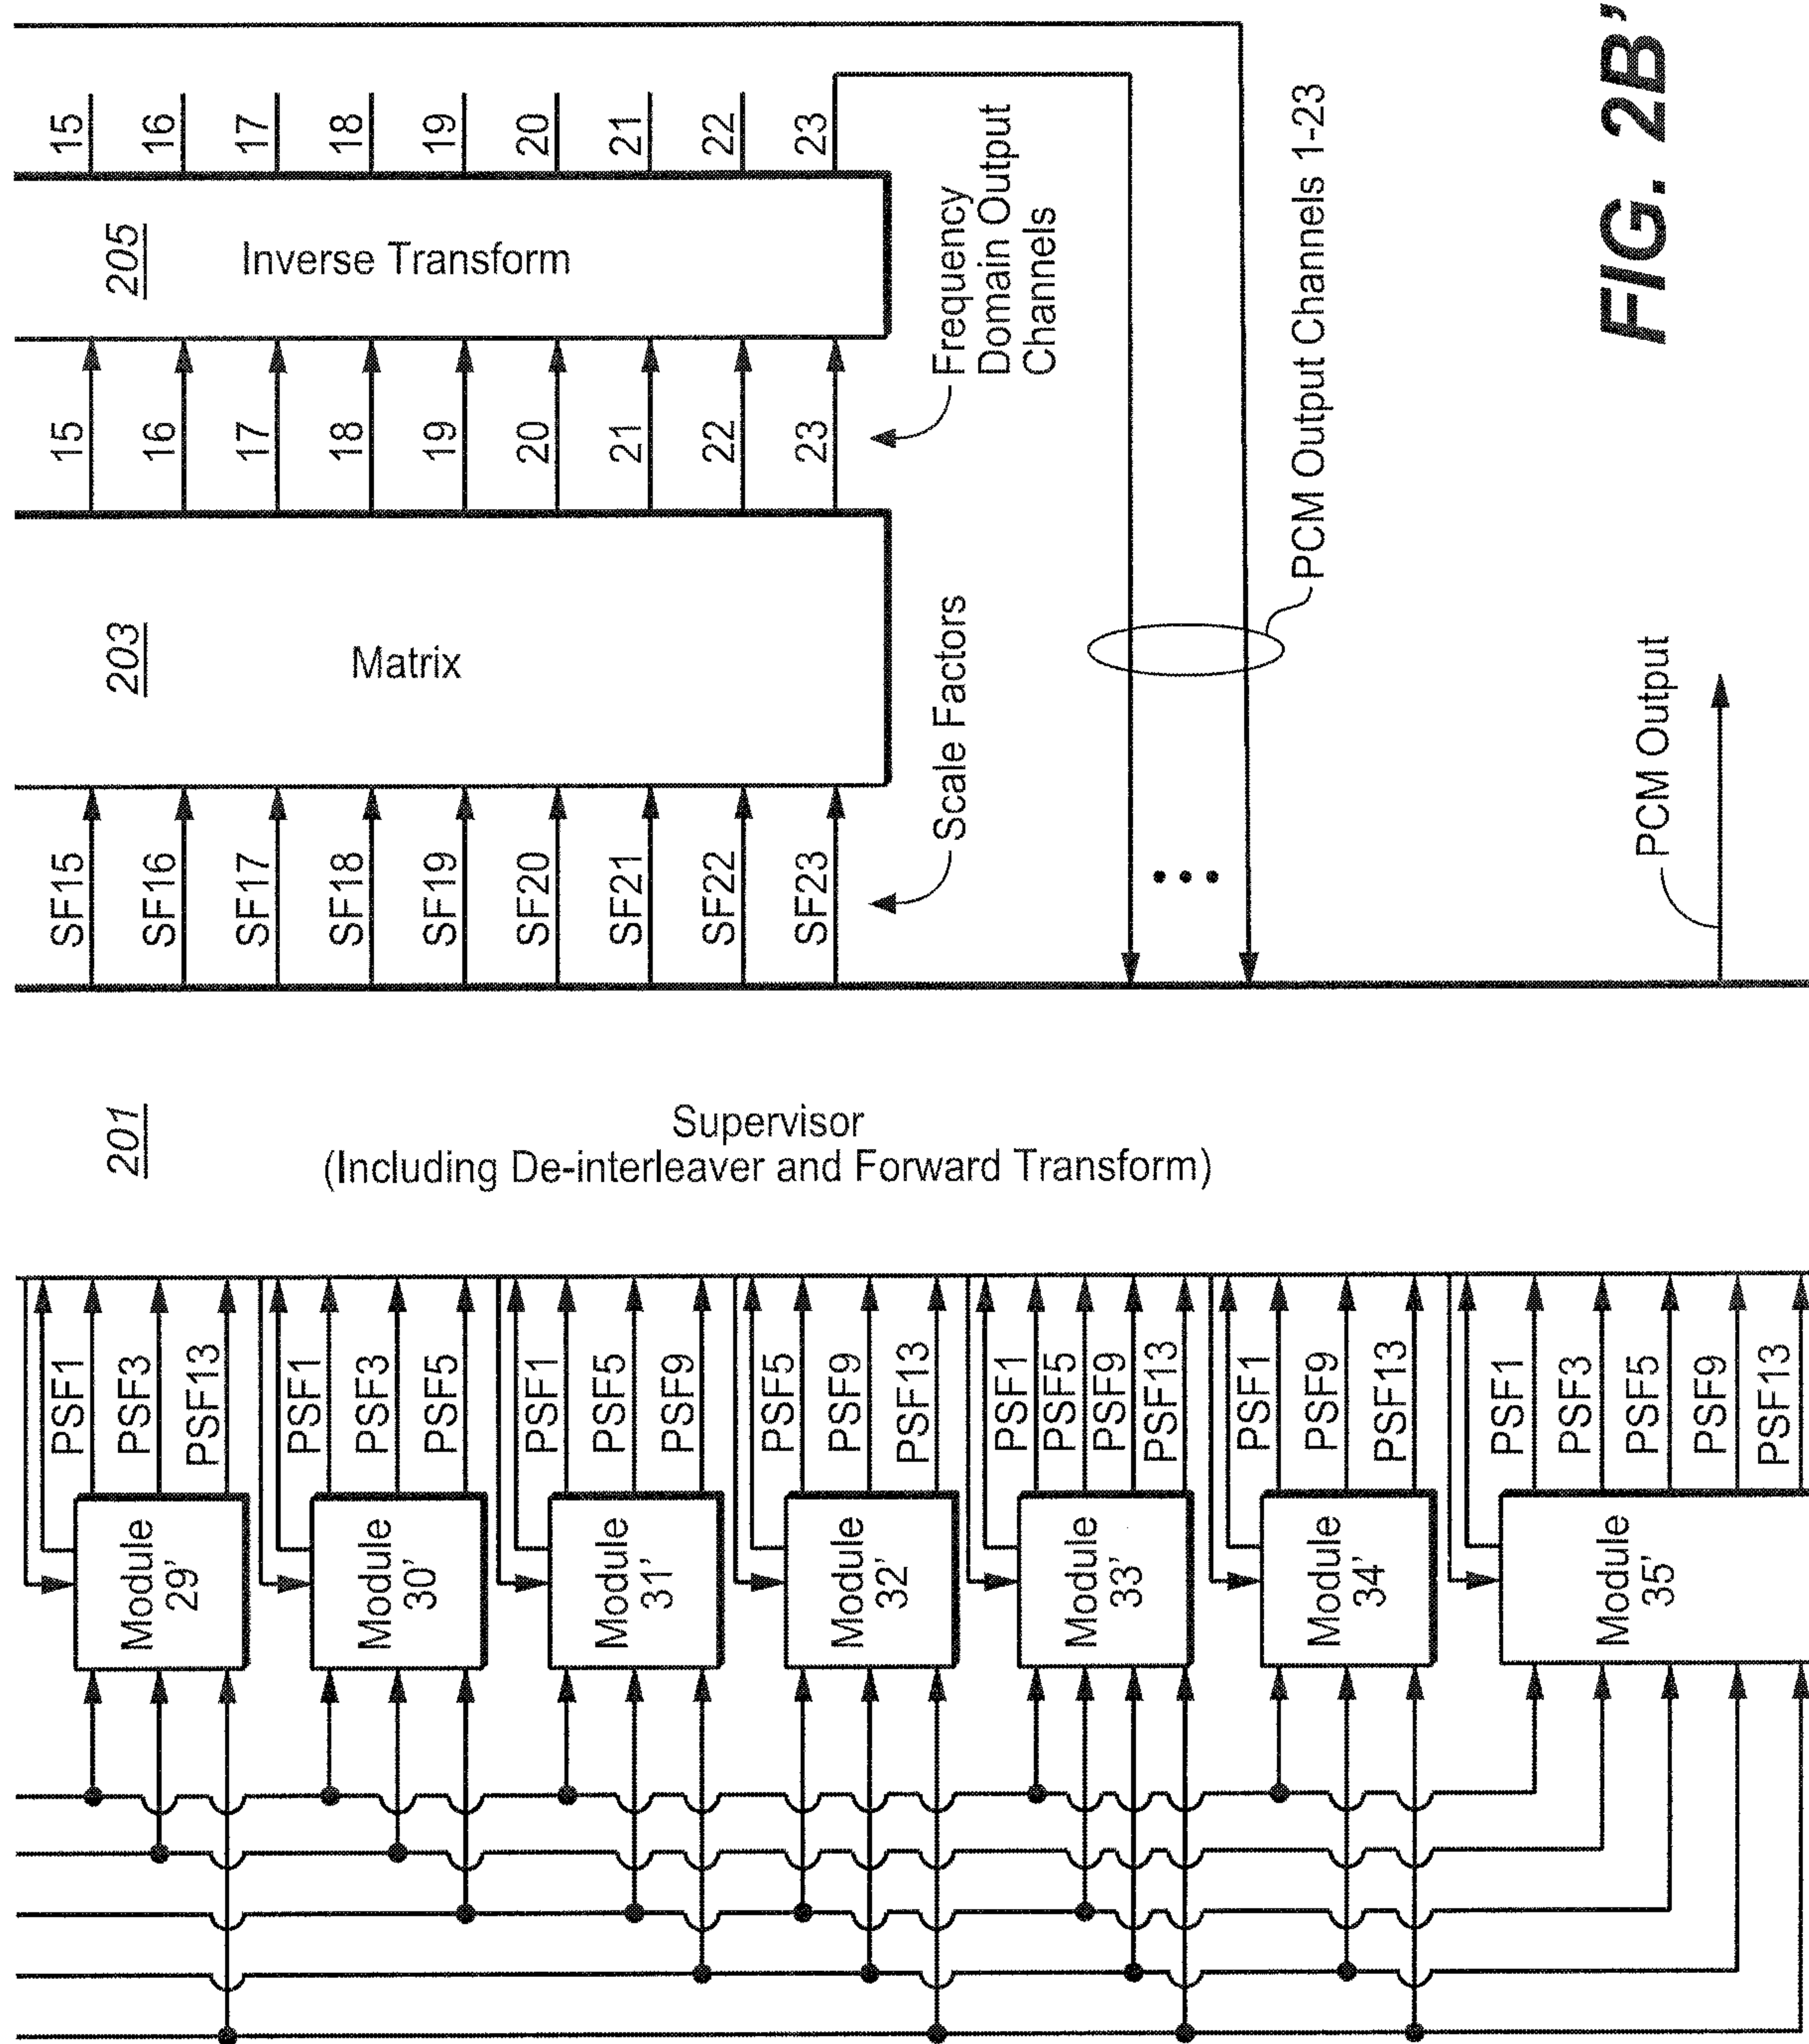 Module
29'
PSF1
PSF3
PSF13
Module
30'
PSF1
PSF3
PSF5
Module
31'
PSF1
PSF5
PSF9
Module
32'
PSF5
PSF9
PSF13
Module
33'
PSF1
PSF5
PSF9
PSF13
Module
34'
PSF1
PSF9
PSF13
Module
35'
PSF1
PSF3
PSF5
PSF9
PSF13
201
Supervisor
(Including De-interleaver and Forward Transform)
SF15
SF16
SF17
SF18
SF19
SF20
SF21
SF22
SF23
Scale Factors
203
Matrix
15
16
17
18
19
20
21
22
23
Frequency
Domain Output
Channels
205
Inverse Transform
15
16
17
18
19
20
21
22
23
PCM Output Channels 1-23
PCM Output
FIG. 2B'